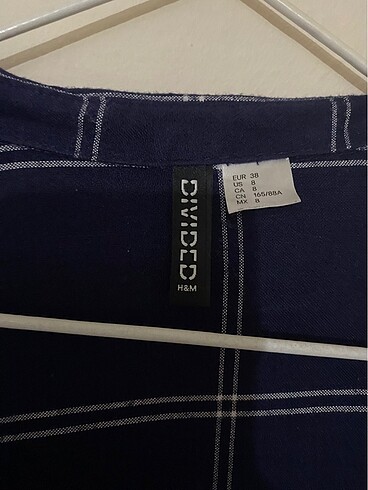 DIVIDED
H&M
EUR 38
US 8
CA 8
CN 165/88A
MX 8